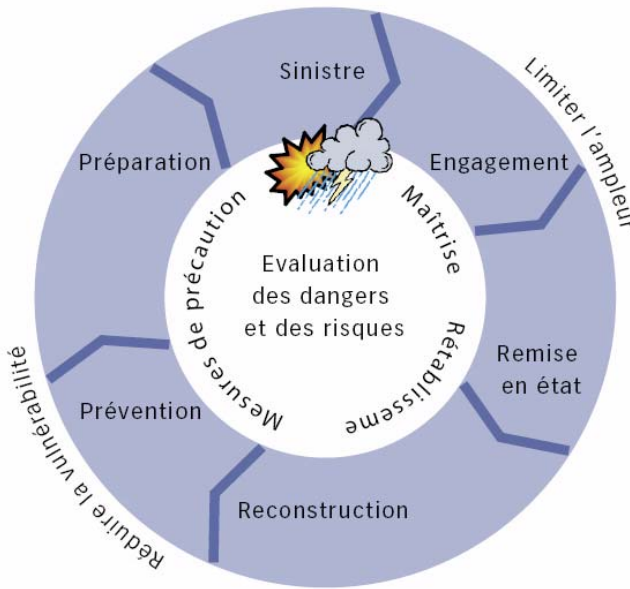 Sinistre
Limiter l'ampleur
Préparation
Engagement
Mesures de précaution
Maîtrise
Evaluation
des dangers
et des risques
Rétablisseme
Remise
en état
Prévention
Réduire la vulnérabilité
Reconstruction